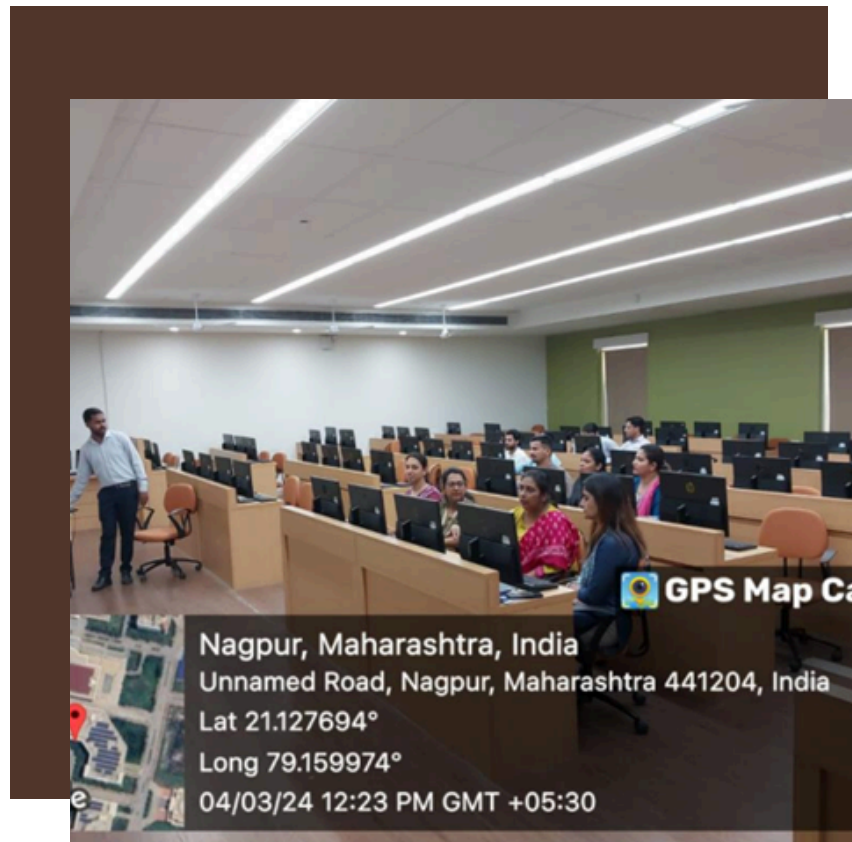 GPS Map Ca
Nagpur, Maharashtra, India
Unnamed Road, Nagpur, Maharashtra 441204, India
Lat 21.127694°
Long 79.159974°
04/03/24 12:23 PM GMT +05:30
e